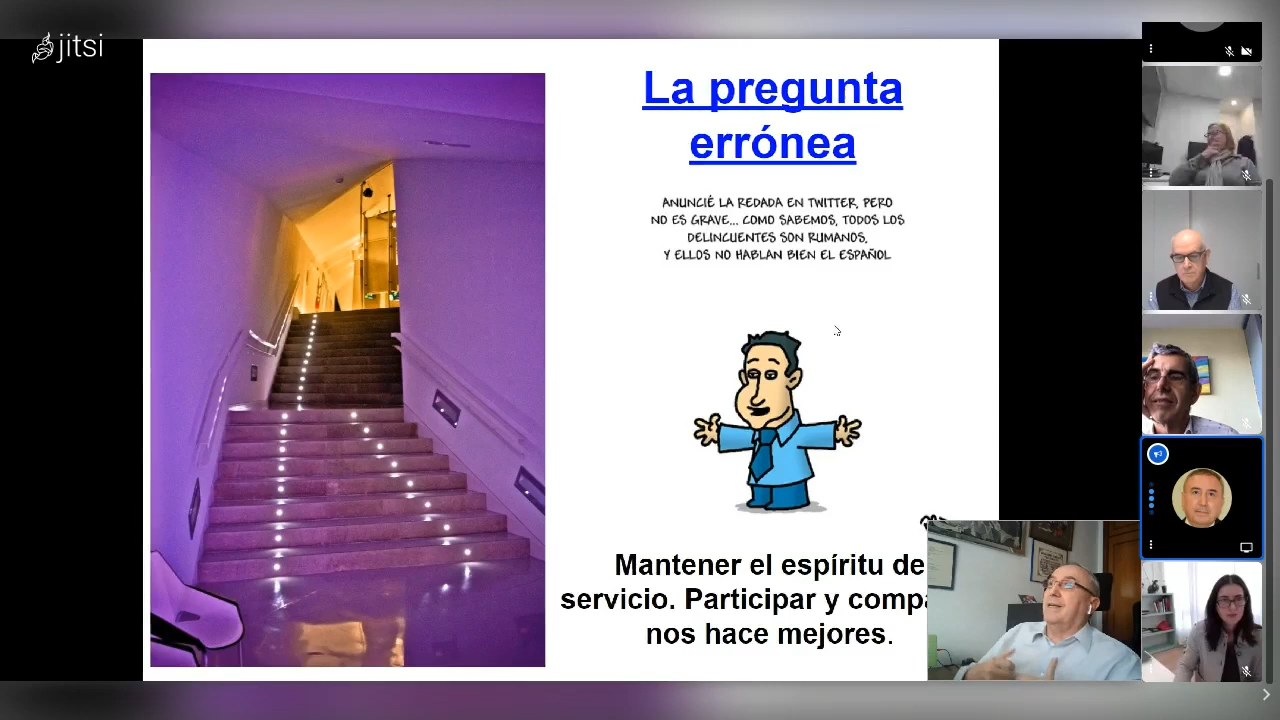 jitsi
La pregunta
errónea
ANUNCIÉ LA REDADA EN TWITTER, PERO
NO ES GRAVE... COMO SABEMOS, TODOS LOS
DELINCUENTES SON RUMANOS,
Y ELLOS NO HABLAN BIEN EL ESPAÑOL
Mantener el espíritu de
servicio. Participar y compa
nos hace mejores.